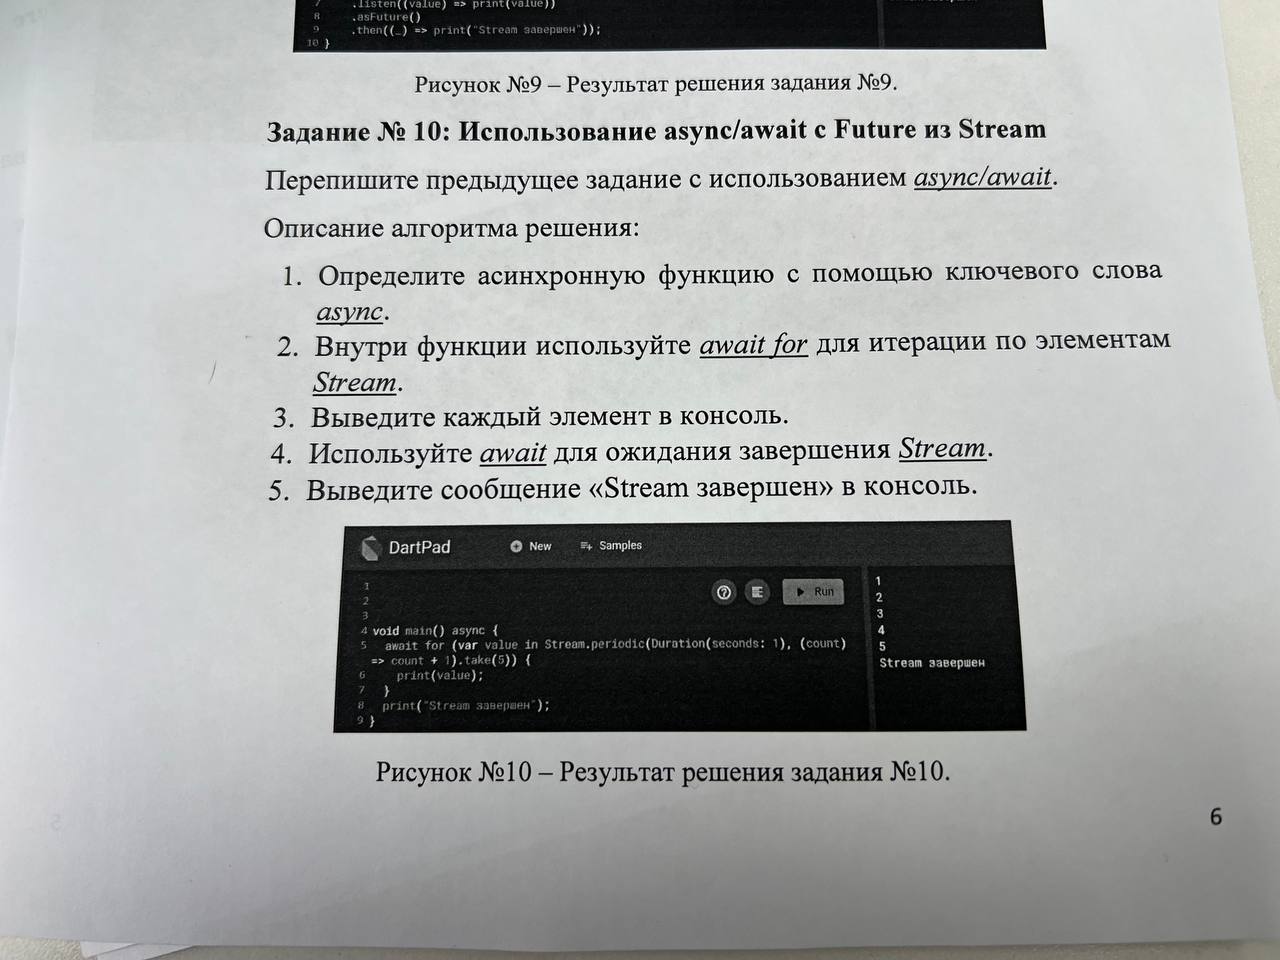 7 .listen((value) => print(value))
8 .asFuture()
9 .then((_) => print("Stream завершен"));
10 }
Рисунок №9 – Результат решения задания №9.
Задание № 10: Использование async/await с Future из Stream
Перепишите предыдущее задание с использованием async/await.
Описание алгоритма решения:
1. Определите асинхронную функцию с помощью ключевого слова
async.
2. Внутри функции используйте await for для итерации по элементам
Stream.
3. Выведите каждый элемент в консоль.
4. Используйте await для ожидания завершения Stream.
5. Выведите сообщение «Stream завершен» в консоль.
DartPad New Samples
Run
1
2
3
4 void main() async {
5 await for (var value in Stream.periodic(Duration(seconds: 1), (count)
=> count + 1).take(5)) {
6 print(value);
7 }
8 print("Stream завершен");
9 }
1
2
3
4
5
Stream завершен
Рисунок №10 – Результат решения задания №10.
6